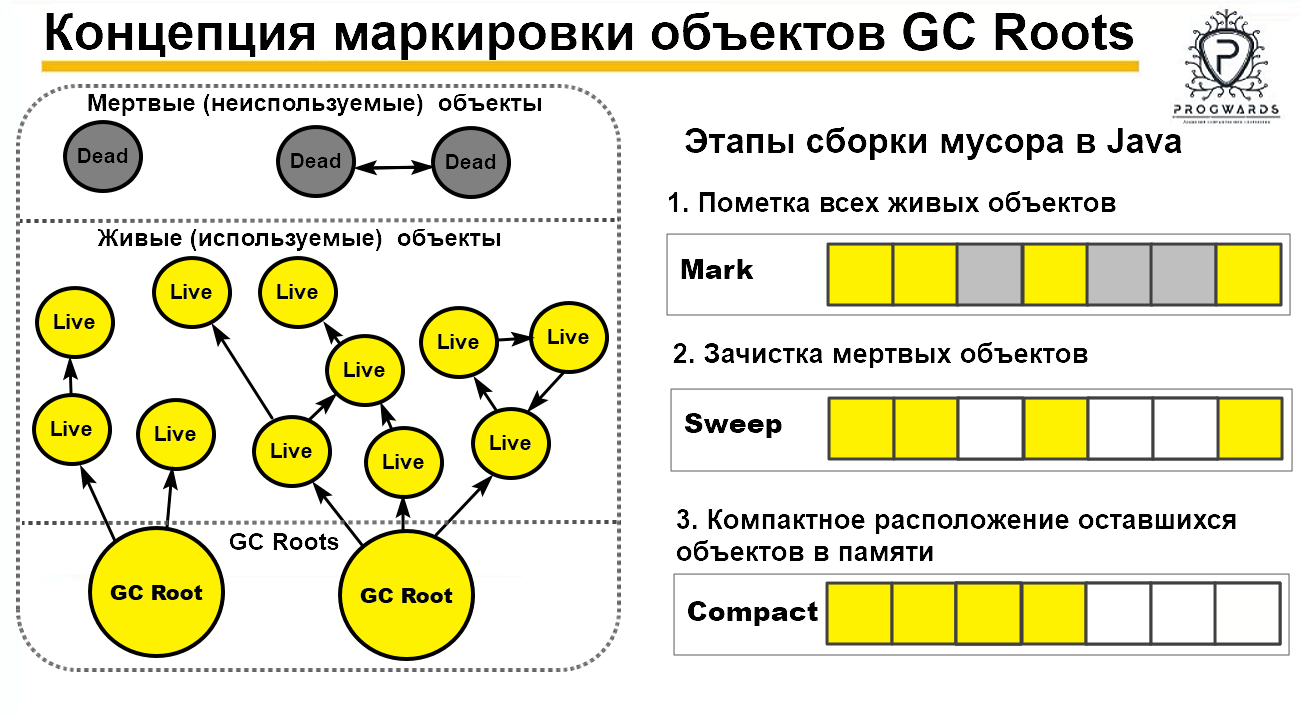 Концепция маркировки объектов GC Roots
PROGWARDS
Мертвые (неиспользуемые) объекты
Dead
Dead
Dead
Живые (используемые) объекты
Live
Live
Live
Live
Live
Live
Live
Live
Live
Live
Live
Live
GC Roots
GC Root
GC Root
Этапы сборки мусора в Java
1. Пометка всех живых объектов
Mark
2. Зачистка мертвых объектов
Sweep
3. Компактное расположение оставшихся
объектов в памяти
Compact